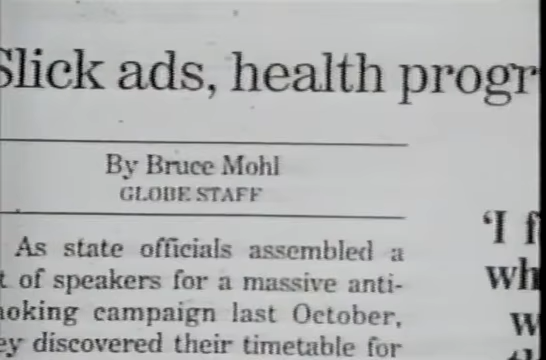 Slick ads, health progr
By Bruce Mohl
GLOBE STAFF
As state officials assembled a
t of speakers for a massive anti-
oking campaign last October,
ey discovered their timetable for
'I f
wh
w